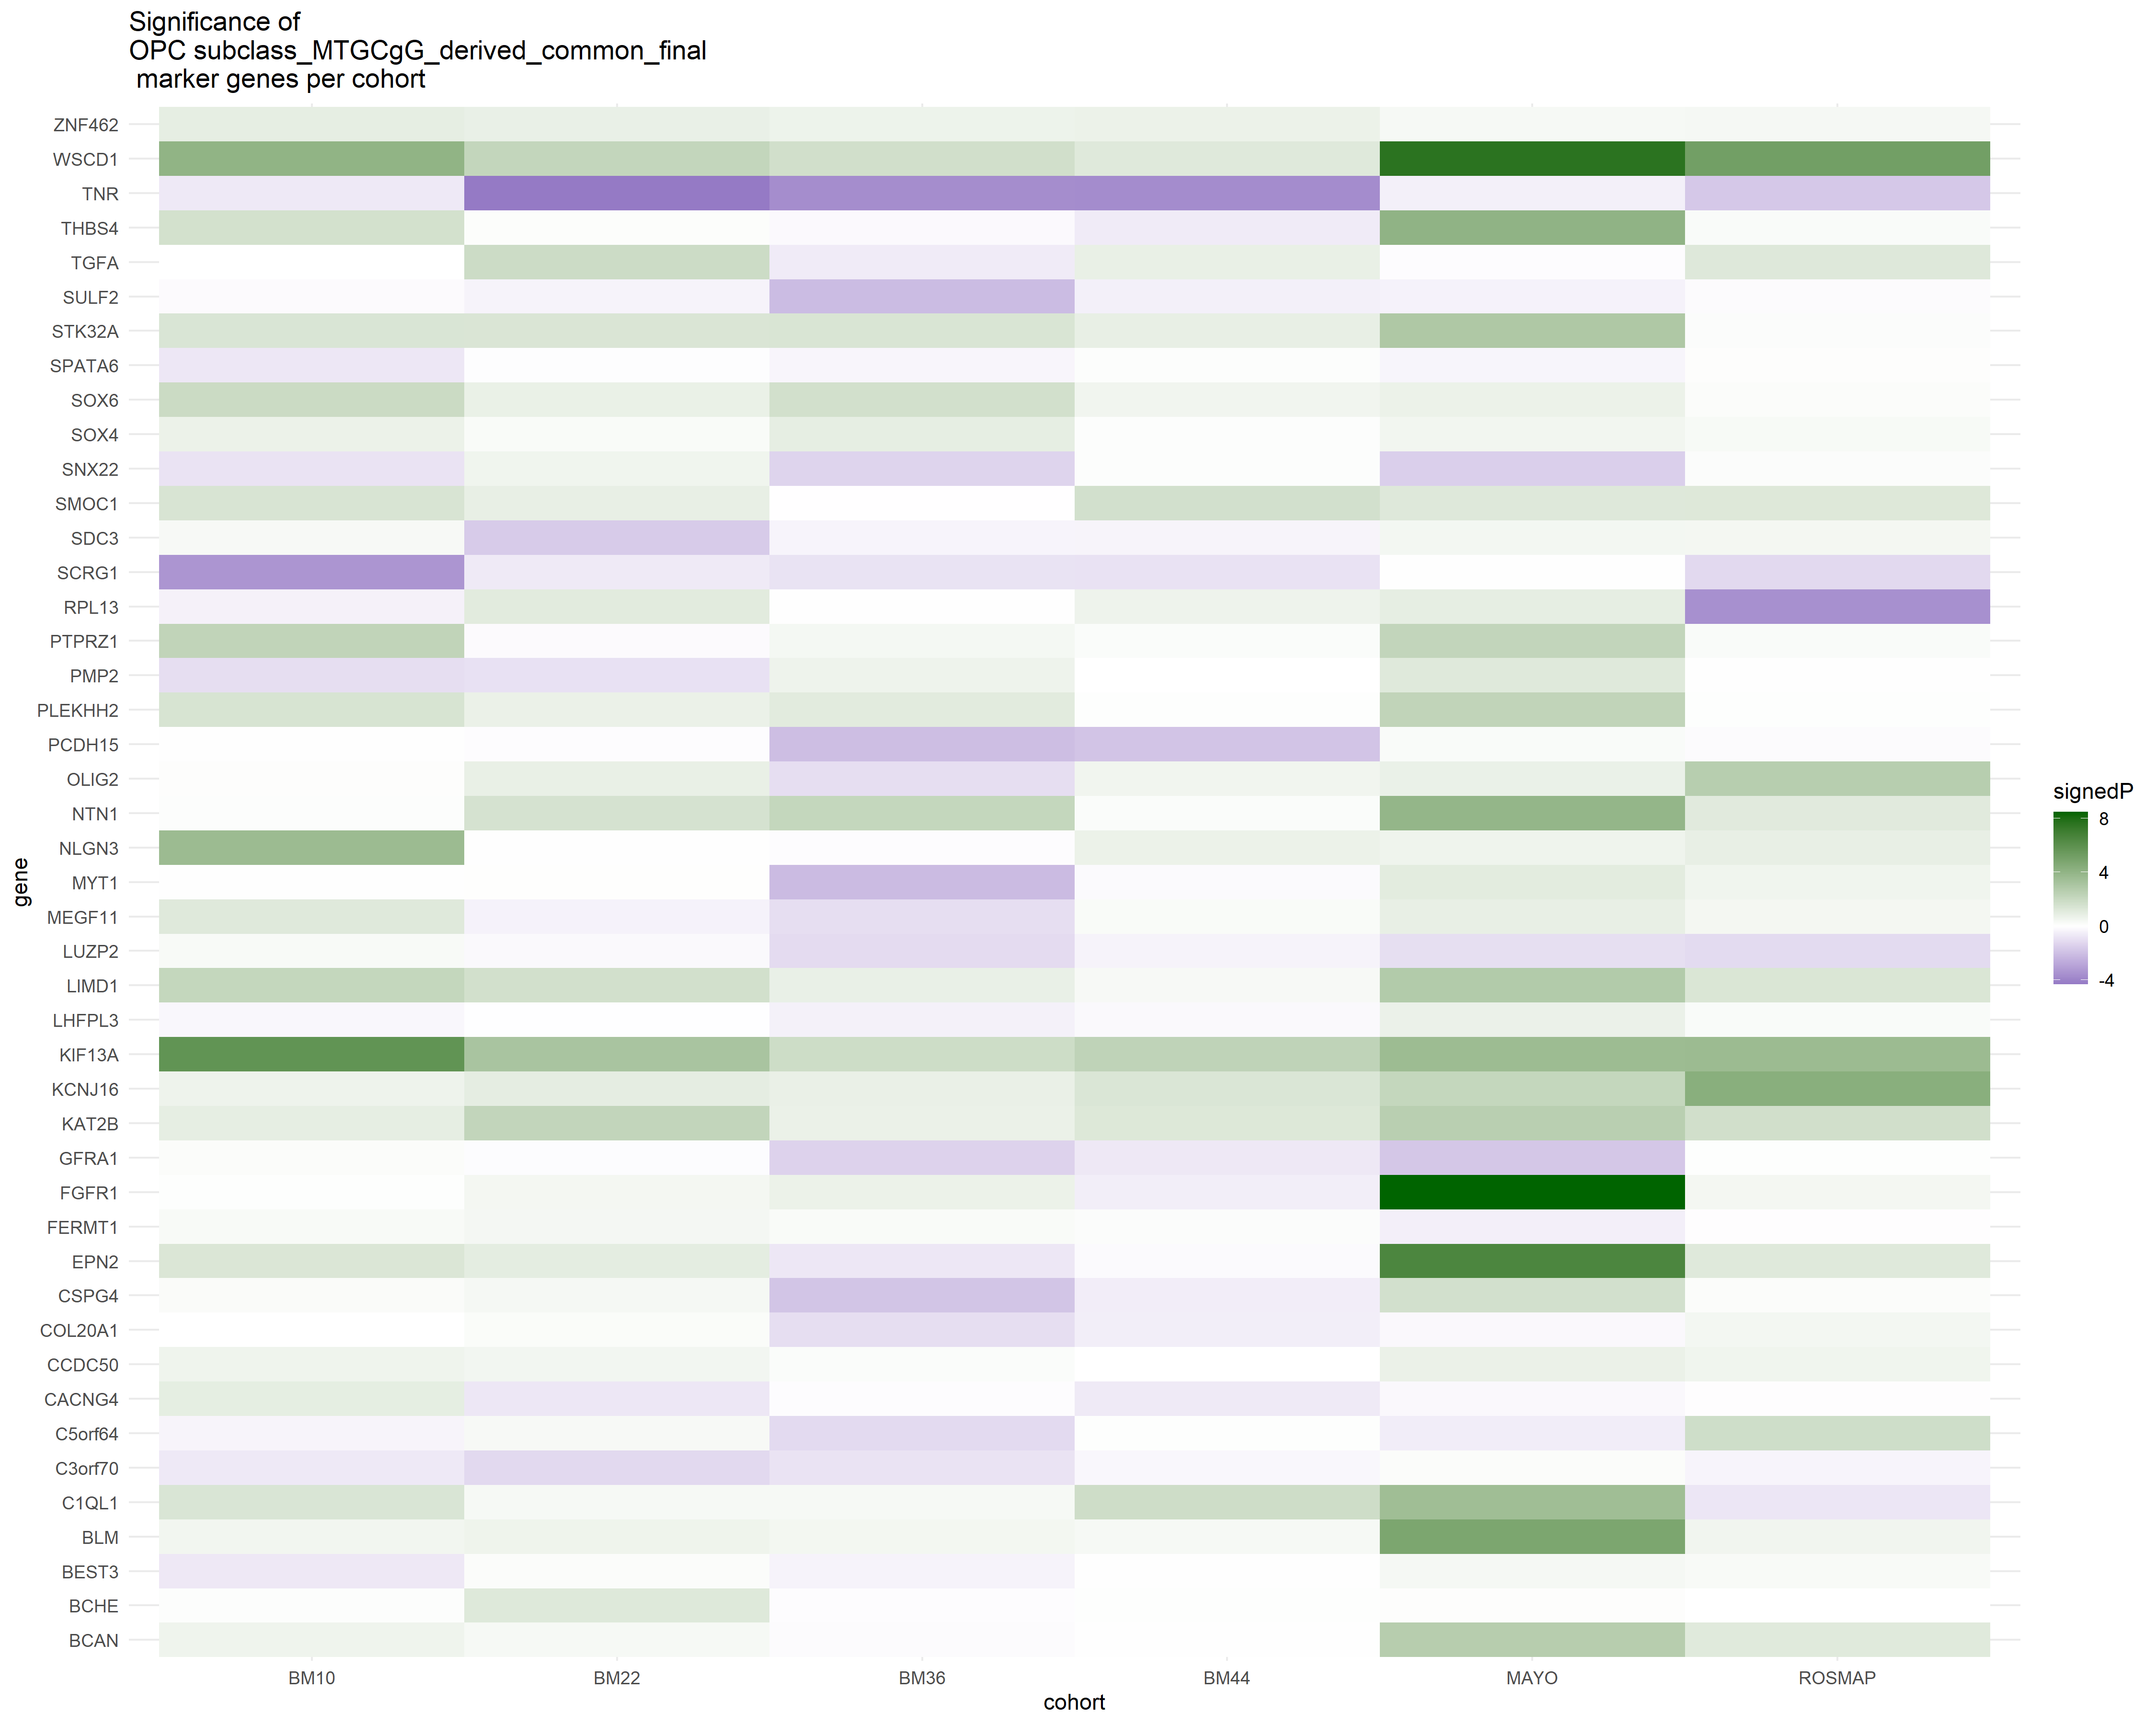 Significance of
OPC subclass_MTGCgG_derived_common_final
marker genes per cohort
ZNF462
WSCD1
TNR
THBS4
TGFA
SULF2
STK32A
SPATA6
SOX6
SOX4
SNX22
SMOC1
SDC3
SCRG1
RPL13
PTPRZ1
PMP2
PLEKHH2
PCDH15
OLIG2
NTN1
NLGN3
MYT1
MEGF11
LUZP2
LIMD1
LHFPL3
KIF13A
KCNJ16
KAT2B
GFRA1
FGFR1
FERMT1
EPN2
CSPG4
COL20A1
CCDC50
CACNG4
C5orf64
C3orf70
C1QL1
BLM
BEST3
BCHE
BCAN
gene
BM10 BM22 BM36 BM44 MAYO ROSMAP
cohort
signedP
8
4
0
-4